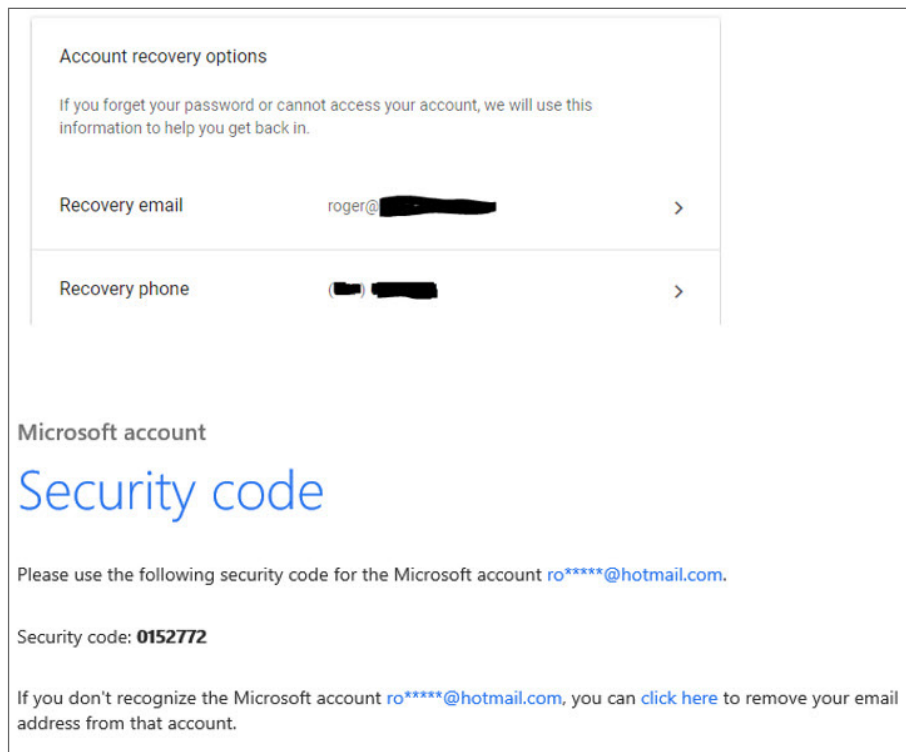 Account recovery options
If you forget your password or cannot access your account, we will use this
information to help you get back in.
Recovery email roger@
Recovery phone ( )
Microsoft account
Security code
Please use the following security code for the Microsoft account ro*****@hotmail.com.
Security code: 0152772
If you don't recognize the Microsoft account ro*****@hotmail.com, you can click here to remove your email
address from that account.